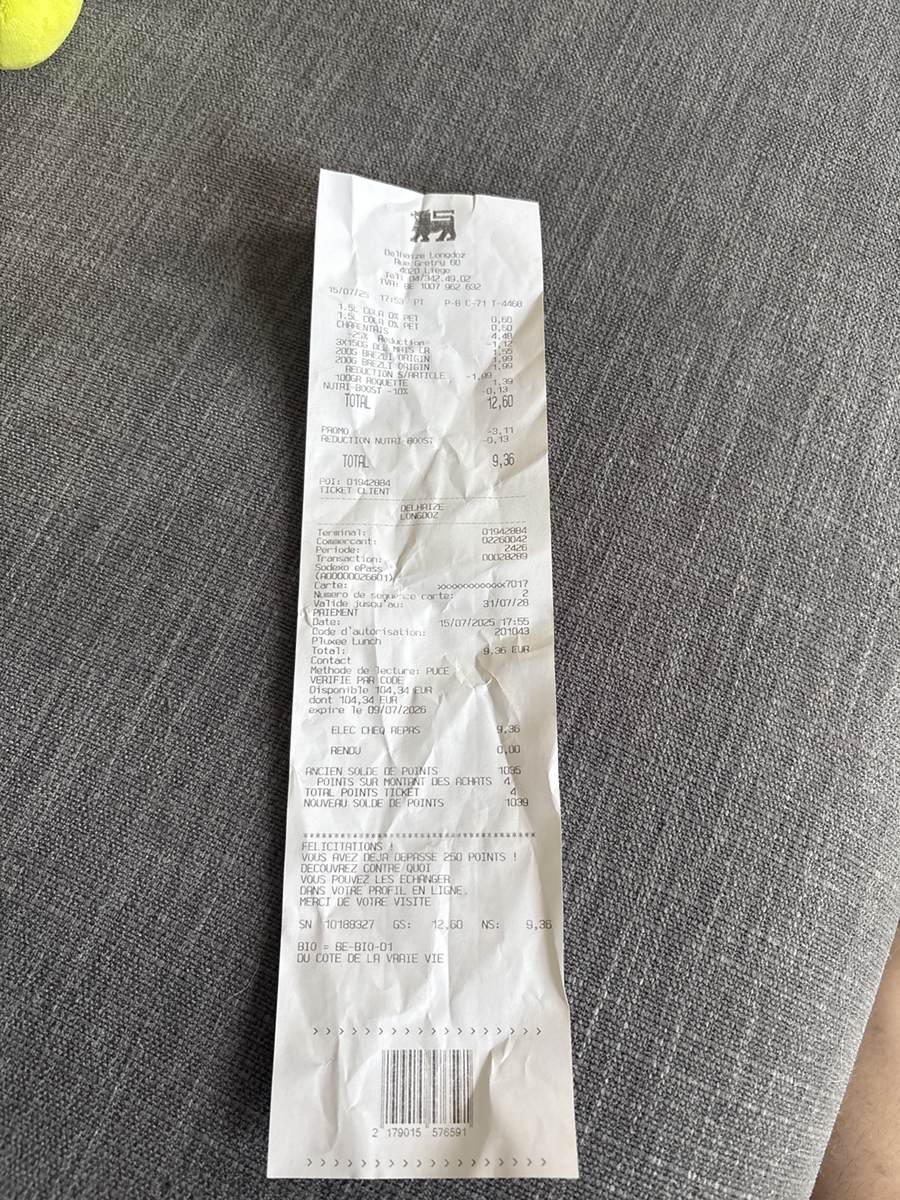 Delhaize Longdoz
Rue Gretry 60
4020 Liege
Tel: 04/342.49.02
TVA: BE 1007 962 632
15/07/25 17:53 PT P-8 C-71 T-4468
1.5L COLA 0% PET 0,60
1.5L COLA 0% PET 0,60
CHARENTAIS 4,48
-25% Reduction -1,12
3X150G DLL MAIS CR 1,55
200G BREZLI ORIGIN 1,99
200G BREZLI ORIGIN 1,99
REDUCTION S/ARTICLE -1,99
100GR ROQUETTE 1,39
NUTRI-BOOST -10% -0,13
TOTAL 12,60
PROMO -3,11
REDUCTION NUTRI-BOOST -0,13
TOTAL 9,36
POI: 01942884
TICKET CLIENT
DELHAIZE
LONGDOZ
Terminal: 01942884
Commercant: 02260042
Periode: 2426
Transaction: 00028289
Sodexo ePass
(A00000026601)
Carte: xxxxxxxxxxxx7017
Numero de sequence carte: 2
Valide jusqu'au: 31/07/28
PAIEMENT
Date: 15/07/2025 17:55
Code d'autorisation: 201043
Pluxee Lunch
Total: 9.36 EUR
Contact
Methode de lecture: PUCE
VERIFIE PAR CODE
Disponible 104,34 EUR
dont 104,34 EUR
expire le 09/07/2026
ELEC CHEQ REPAS 9,36
RENDU 0,00
ANCIEN SOLDE DE POINTS 1035
POINTS SUR MONTANT DES ACHATS 4
TOTAL POINTS TICKET 4
NOUVEAU SOLDE DE POINTS 1039
FELICITATIONS !
VOUS AVEZ DEJA DEPASSE 250 POINTS !
DECOUVREZ CONTRE QUOI
VOUS POUVEZ LES ECHANGER
DANS VOTRE PROFIL EN LIGNE.
MERCI DE VOTRE VISITE
SN 10189327 GS: 12,60 NS: 9,36
BIO = BE-BIO-01
DU COTE DE LA VRAIE VIE
2 179015 576591